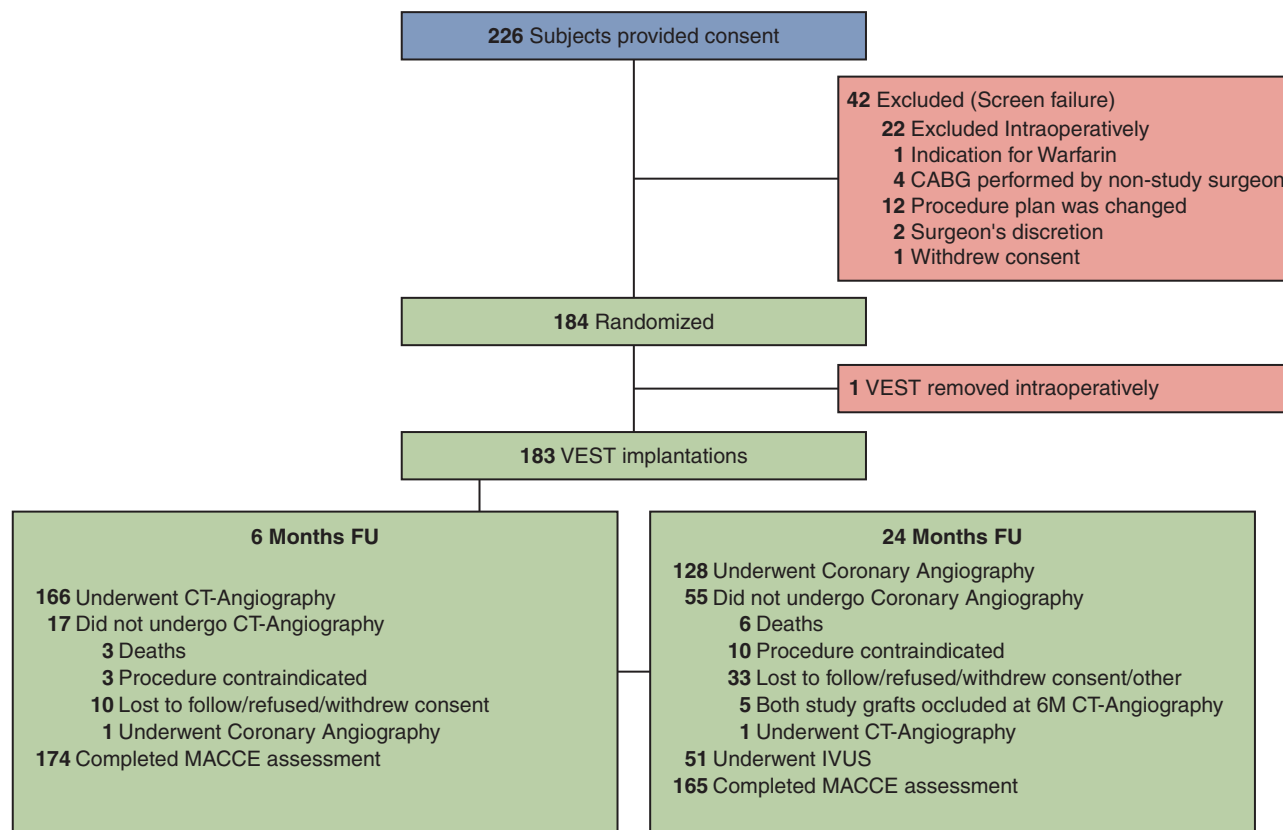 226 Subjects provided consent
42 Excluded (Screen failure)
22 Excluded Intraoperatively
1 Indication for Warfarin
4 CABG performed by non-study surgeon
12 Procedure plan was changed
2 Surgeon's discretion
1 Withdrew consent
184 Randomized
1 VEST removed intraoperatively
183 VEST implantations
6 Months FU
166 Underwent CT-Angiography
17 Did not undergo CT-Angiography
3 Deaths
3 Procedure contraindicated
10 Lost to follow/refused/withdrew consent
1 Underwent Coronary Angiography
174 Completed MACCE assessment
24 Months FU
128 Underwent Coronary Angiography
55 Did not undergo Coronary Angiography
6 Deaths
10 Procedure contraindicated
33 Lost to follow/refused/withdrew consent/other
5 Both study grafts occluded at 6M CT-Angiography
1 Underwent CT-Angiography
51 Underwent IVUS
165 Completed MACCE assessment